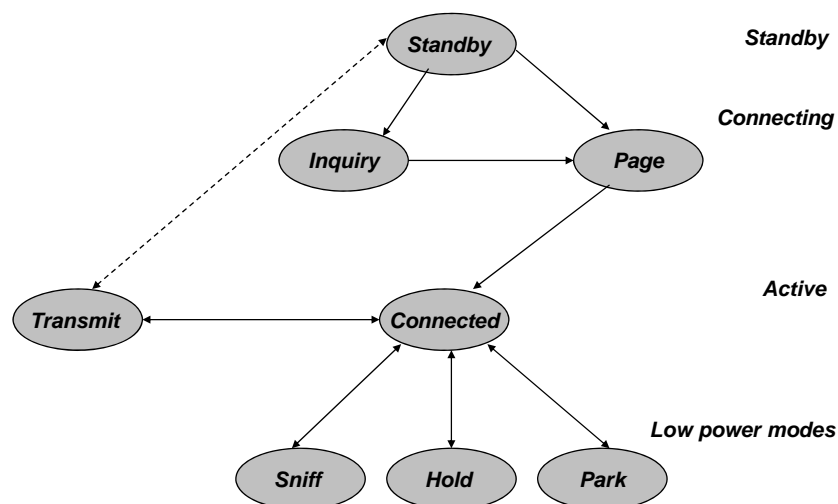 Standby
Standby
Connecting
Inquiry
Page
Active
Transmit
Connected
Low power modes
Sniff
Hold
Park